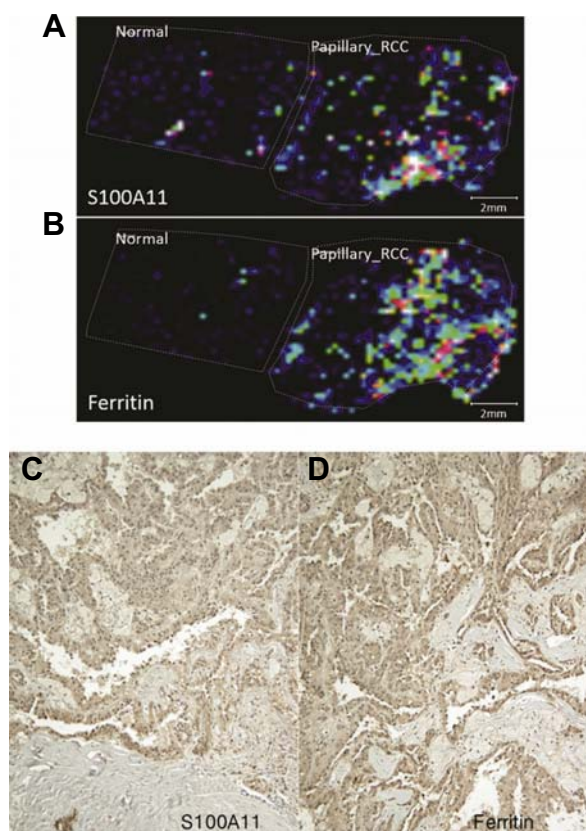 A
Normal
Papillary_RCC
S100A11
2mm
B
Normal
Papillary_RCC
Ferritin
2mm
C
D
S100A11
Ferritin